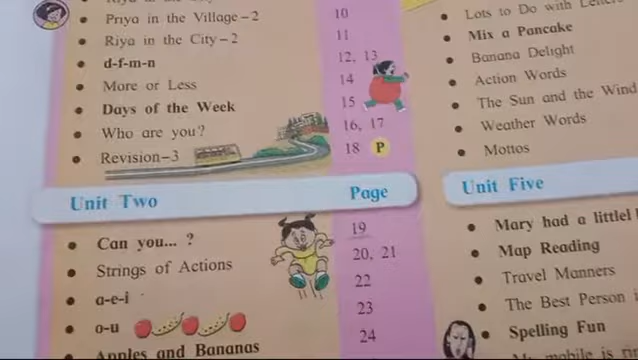 Priya in the Village – 2 10
Riya in the City – 2 11
d-f-m-n 12, 13
More or Less 14
Days of the Week 15
Who are you? 16, 17
Revision – 3 18 P
Unit Two Page
Can you... ? 19
Strings of Actions 20, 21
a-e-i 22
o-u 23
Apples and Bananas 24
Lots to Do with
Mix a Pancake
Banana Delight
Action Words
The Sun and the Wind
Weather Words
Mottos
Unit Five
Mary had a little
Map Reading
Travel Manners
The Best Person
Spelling Fun
mobile is